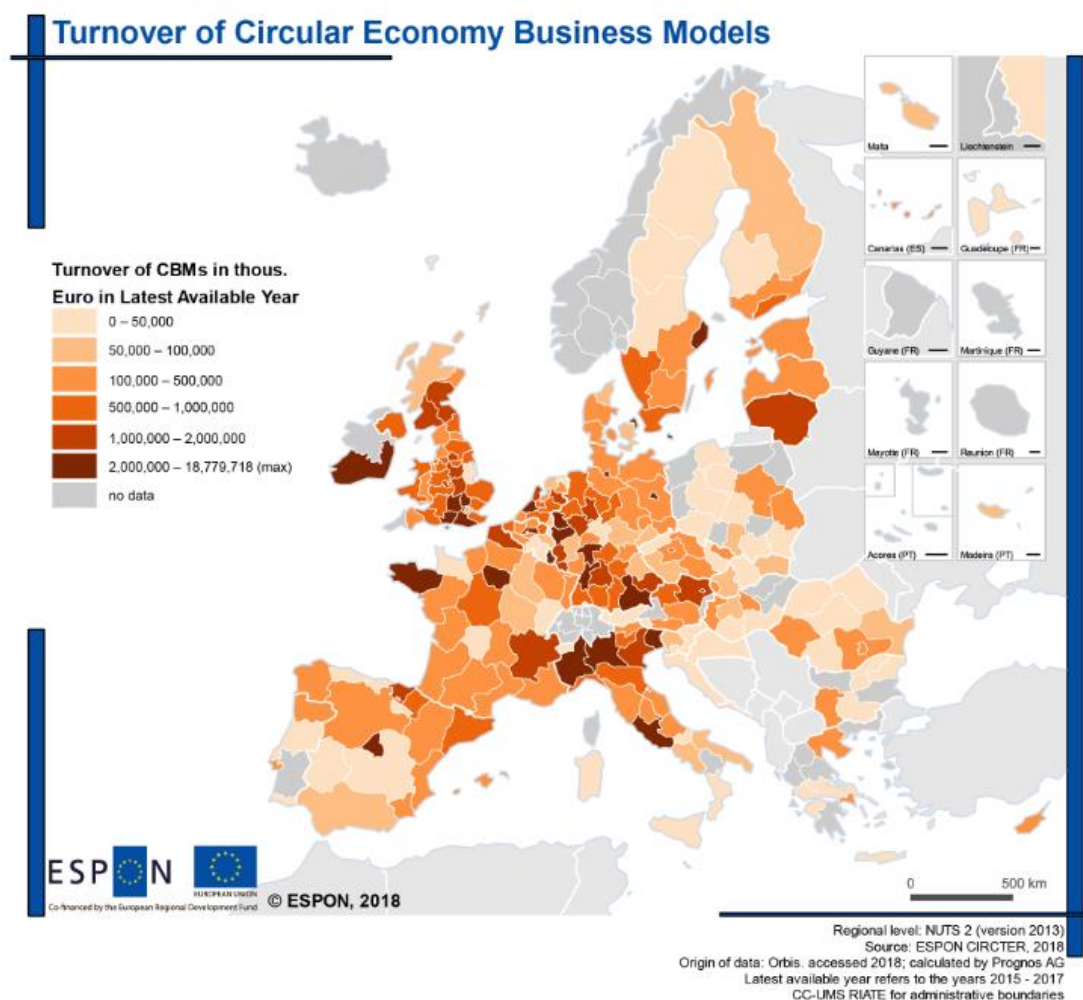 Turnover of Circular Economy Business Models
Turnover of CBMs in thous.
Euro in Latest Available Year
0 – 50,000
50,000 – 100,000
100,000 – 500,000
500,000 – 1,000,000
1,000,000 – 2,000,000
2,000,000 – 18,779,718 (max)
no data
Malta
Liechtenstein
Canarias (ES)
Guadeloupe (FR)
Guyane (FR)
Martinique (FR)
Mayotte (FR)
Reunion (FR)
Acores (PT)
Madeira (PT)
ESPON
EUROPEAN UNION
Co-financed by the European Regional Development Fund
© ESPON, 2018
0 500 km
Regional level: NUTS 2 (version 2013)
Source: ESPON CIRCTER, 2018
Origin of data: Orbis. accessed 2018; calculated by Prognos AG
Latest available year refers to the years 2015 - 2017
CC-UMS RIATE for administrative boundaries